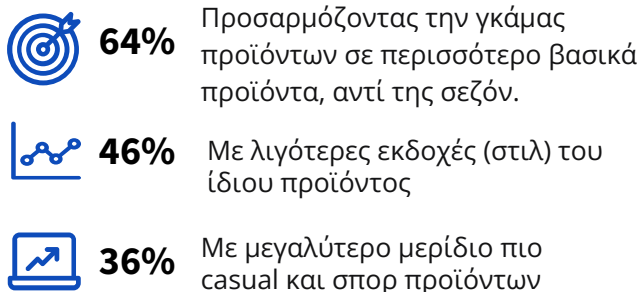 64%
Προσαρμόζοντας την γκάμας
προϊόντων σε περισσότερο βασικά
προϊόντα, αντί της σεζόν.
46%
Με λιγότερες εκδοχές (στιλ) του
ίδιου προϊόντος
36%
Με μεγαλύτερο μερίδιο πιο
casual και σπορ προϊόντων